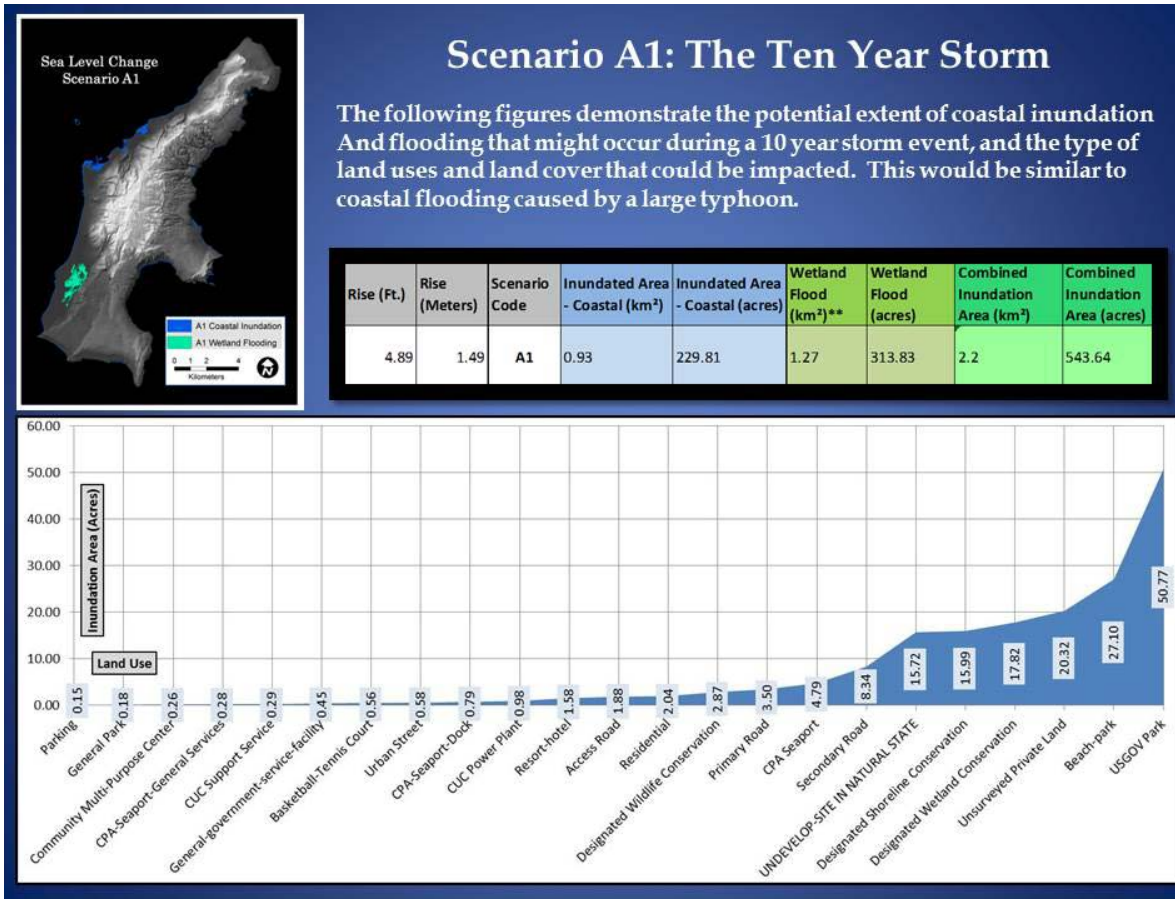 Sea Level Change
Scenario A1
A1 Coastal Inundation
A1 Wetland Flooding
0 1 2 4
Kilometers
N
Scenario A1: The Ten Year Storm
The following figures demonstrate the potential extent of coastal inundation
And flooding that might occur during a 10 year storm event, and the type of
land uses and land cover that could be impacted. This would be similar to
coastal flooding caused by a large typhoon.
Rise (Ft.)
Rise
(Meters)
Scenario
Code
Inundated Area
- Coastal (km²)
Inundated Area
- Coastal (acres)
Wetland
Flood
(km²)**
Wetland
Flood
(acres)
Combined
Inundation
Area (km²)
Combined
Inundation
Area (acres)
4.89 1.49 A1 0.93 229.81 1.27 313.83 2.2 543.64
60.00
50.00
40.00
30.00
20.00
10.00
0.00
Inundation Area (Acres)
Land Use
0.15
0.18
0.26
0.28
0.29
0.45
0.56
0.58
0.79
0.98
1.58
1.88
2.04
2.87
3.50
4.79
8.34
15.72
15.99
17.82
20.32
27.10
50.77
Parking
General Park
Community Multi-Purpose Center
CPA-Seaport-General Services
CUC Support Service
General-government-service-facility
Basketball-Tennis Court
Urban Street
CPA-Seaport-Dock
CUC Power Plant
Resort-hotel
Access Road
Residential
Designated Wildlife Conservation
Primary Road
CPA Seaport
Secondary Road
UNDEVELOP-SITE IN NATURAL STATE
Designated Shoreline Conservation
Designated Wetland Conservation
Unsurveyed Private Land
Beach-park
USGOV Park